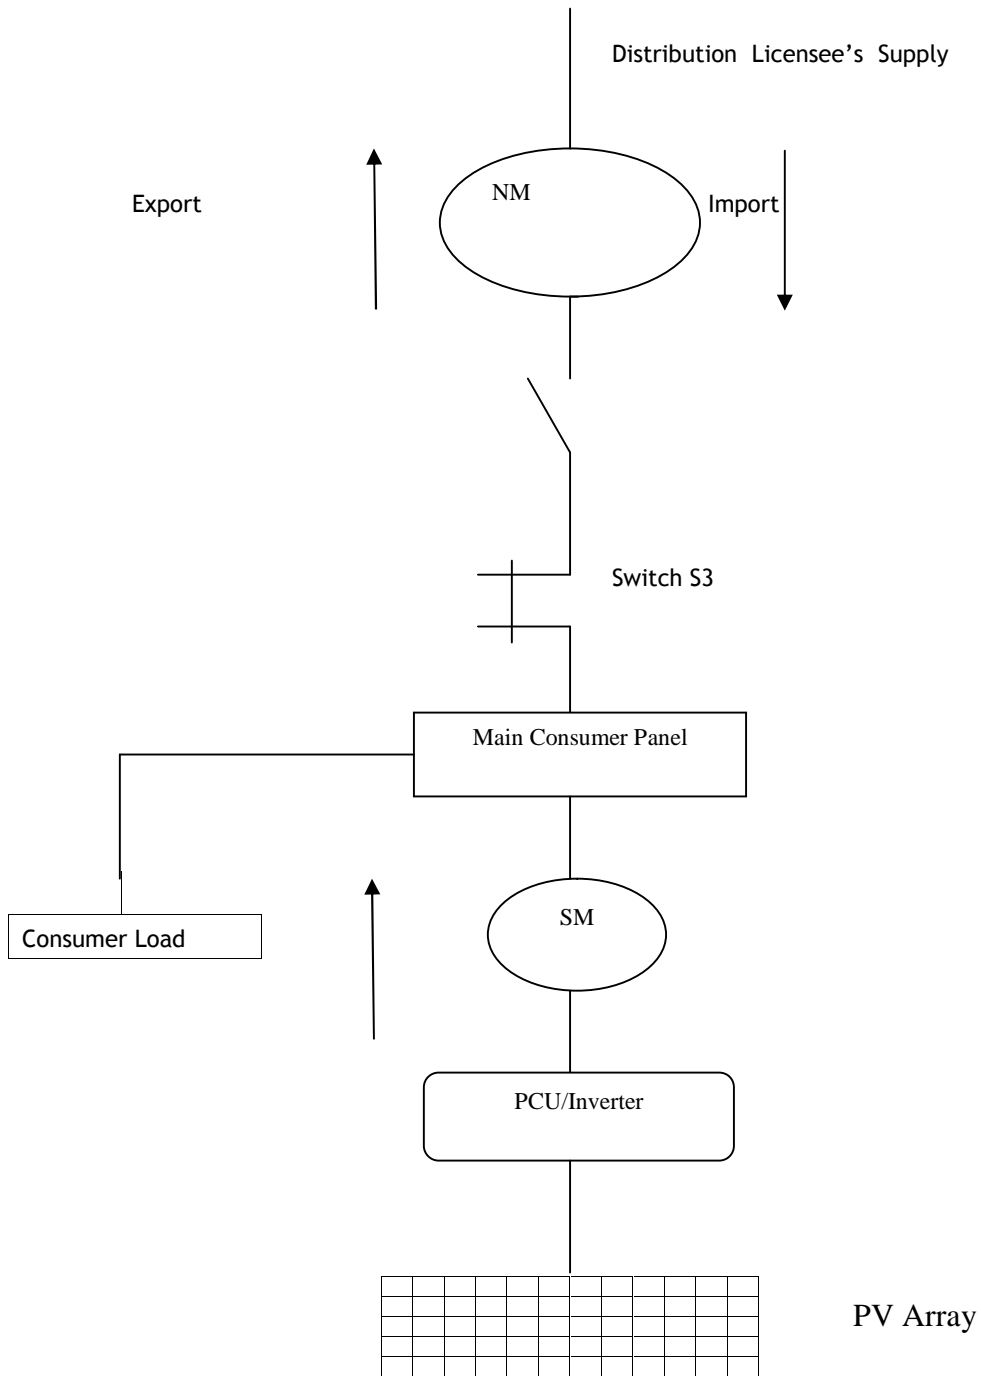 Distribution Licensee’s Supply
NM
Export
Import
Switch S3
Main Consumer Panel
SM
Consumer Load
PCU/Inverter
PV Array